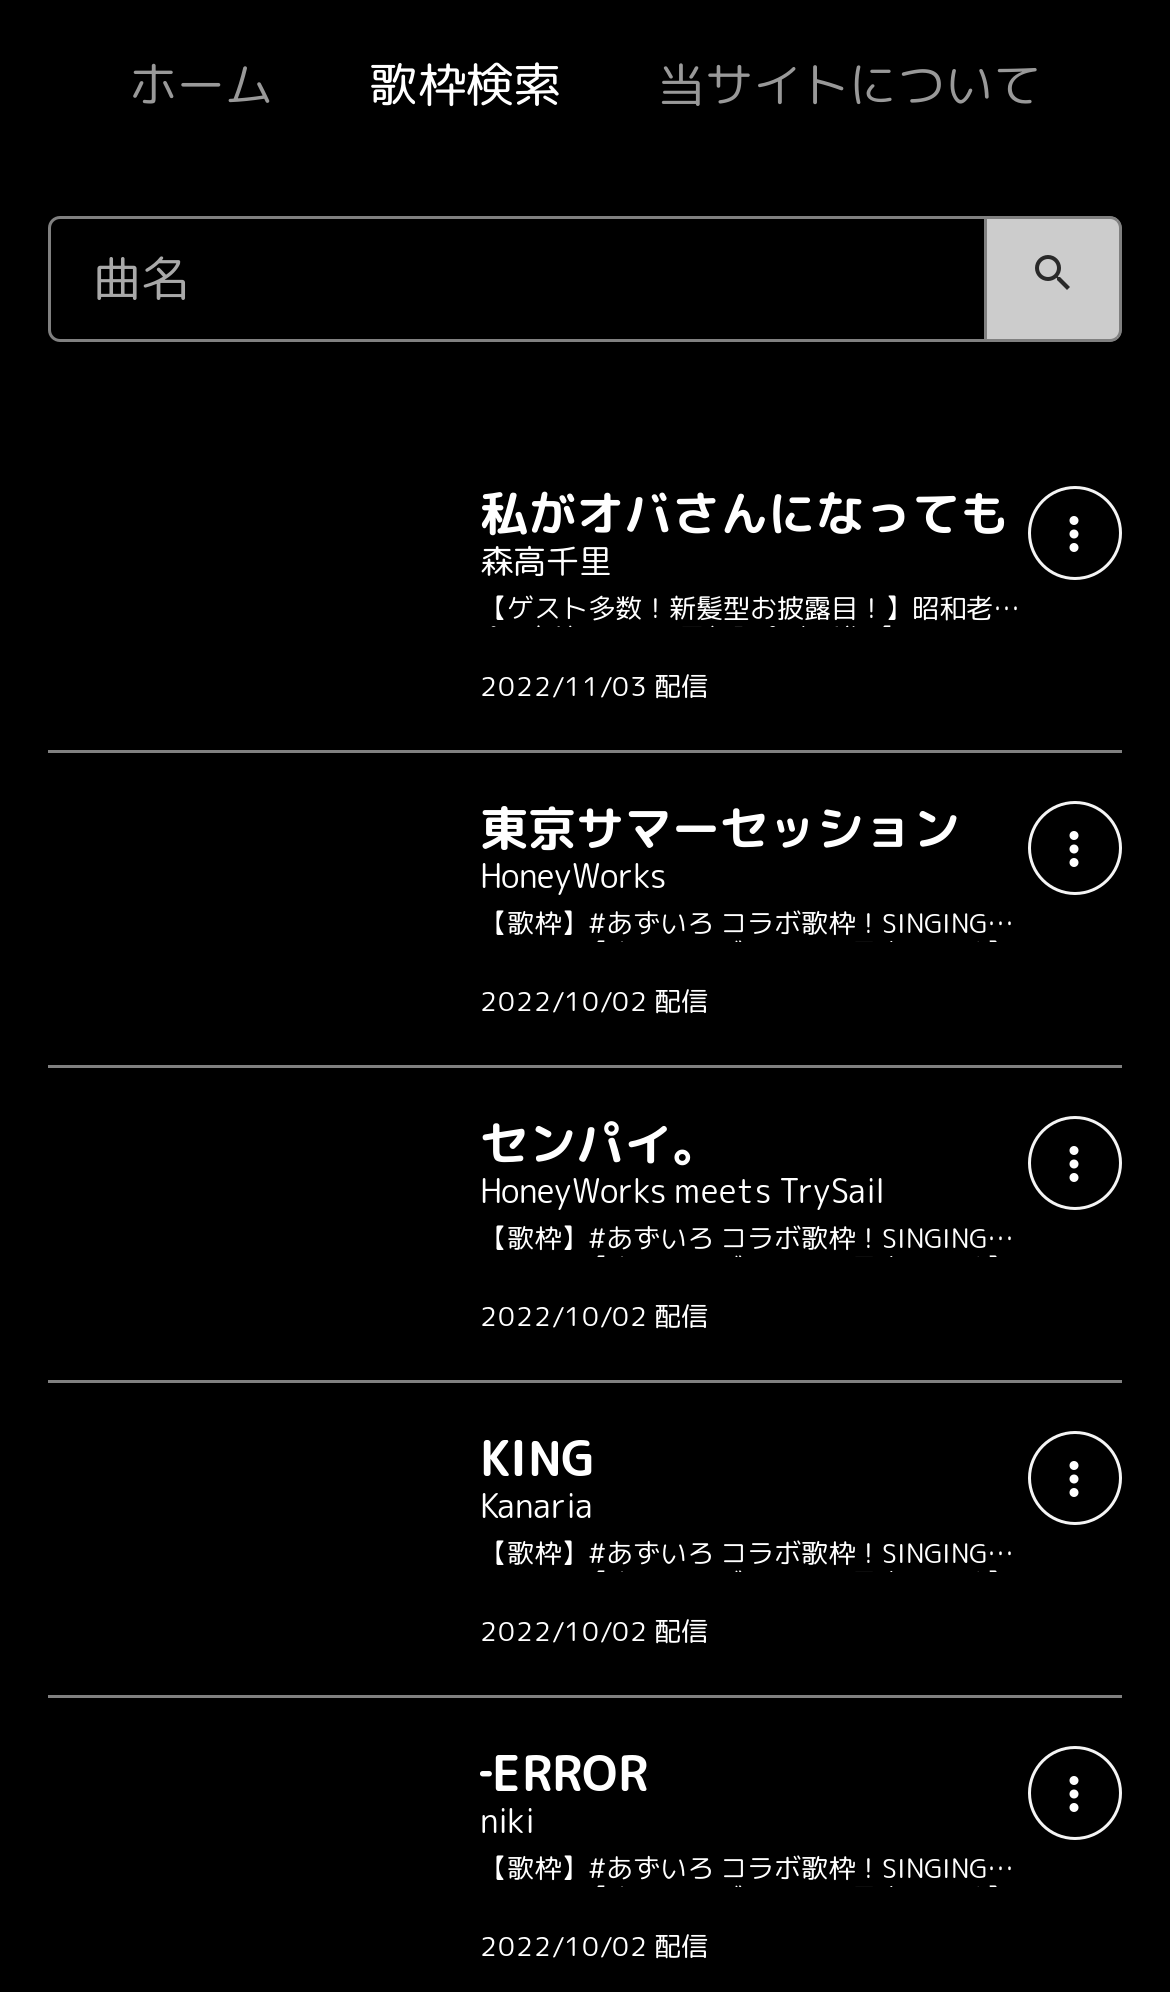 ホーム 歌枠検索 当サイトについて
曲名
私がオバさんになっても
森高千里
【ゲスト多数！新髪型お披露目！】昭和老…
2022/11/03 配信
東京サマーセッション
HoneyWorks
【歌枠】#あずいろ コラボ歌枠！SINGING…
2022/10/02 配信
センパイ。
HoneyWorks meets TrySail
【歌枠】#あずいろ コラボ歌枠！SINGING…
2022/10/02 配信
KING
Kanaria
【歌枠】#あずいろ コラボ歌枠！SINGING…
2022/10/02 配信
-ERROR
niki
【歌枠】#あずいろ コラボ歌枠！SINGING…
2022/10/02 配信